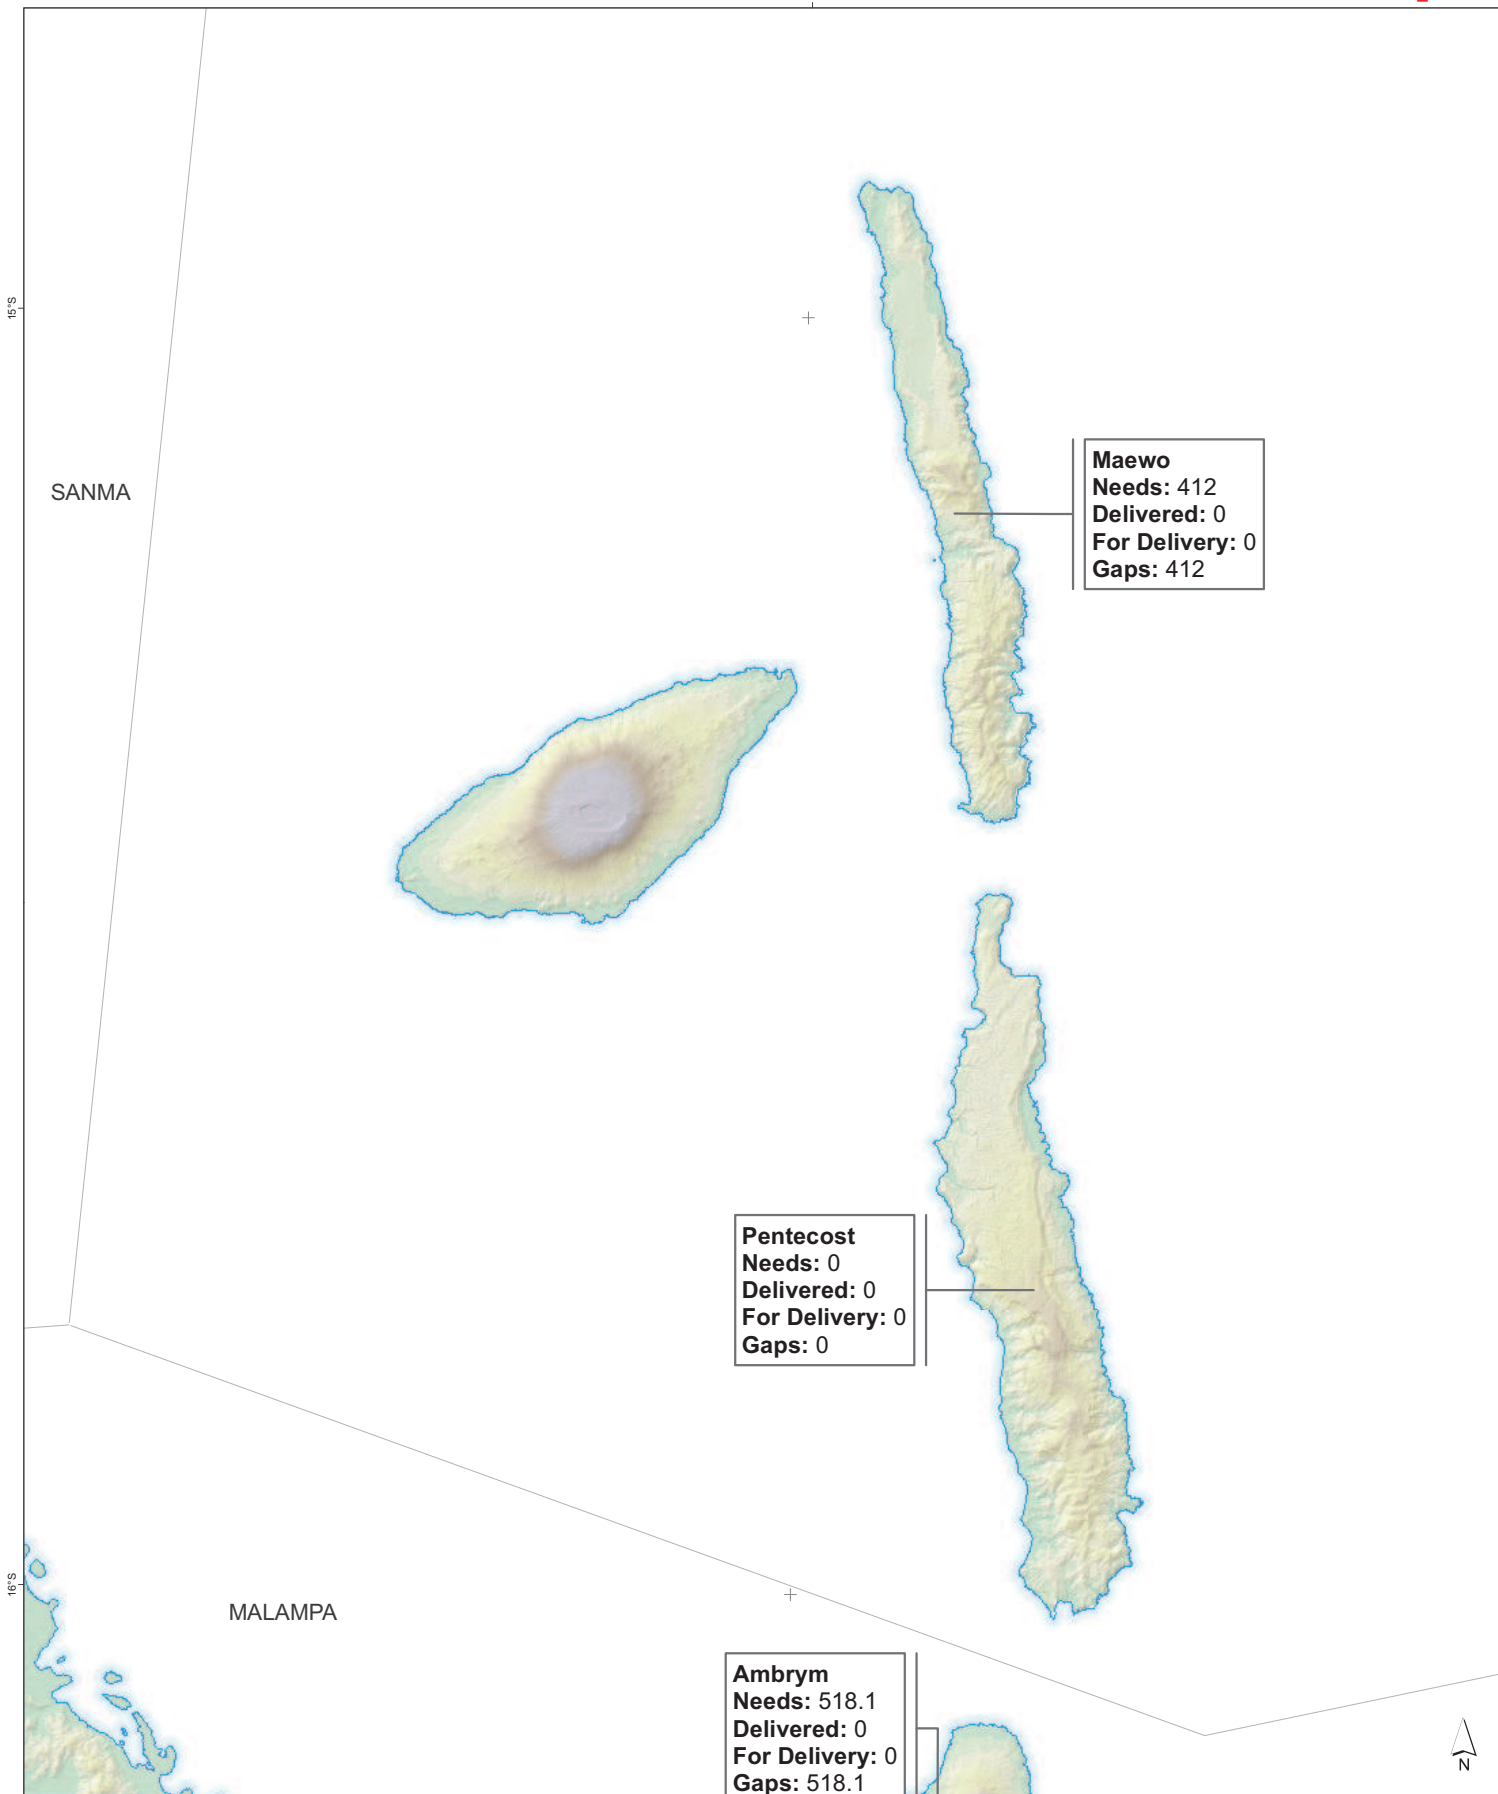 15°S
SANMA
Maewo
Needs: 412
Delivered: 0
For Delivery: 0
Gaps: 412
Pentecost
Needs: 0
Delivered: 0
For Delivery: 0
Gaps: 0
16°S
MALAMPA
Ambrym
Needs: 518.1
Delivered: 0
For Delivery: 0
Gaps: 518.1
N